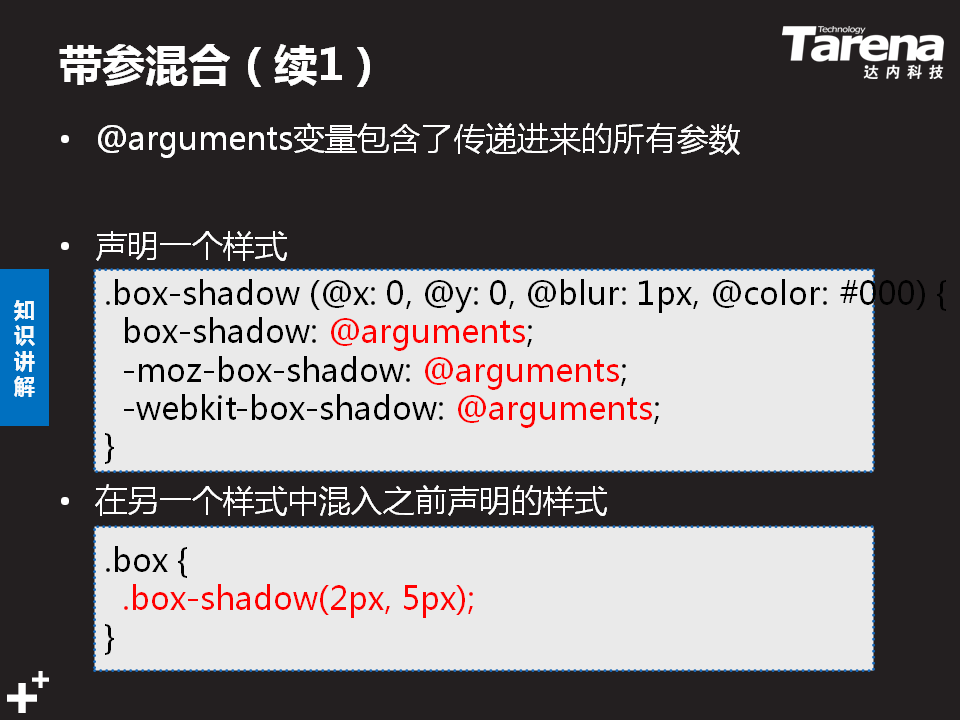 带参混合（续1）
Technology
Tarena
达内科技
• @arguments变量包含了传递进来的所有参数
• 声明一个样式
知识讲解
.box-shadow (@x: 0, @y: 0, @blur: 1px, @color: #000) {
box-shadow: @arguments;
-moz-box-shadow: @arguments;
-webkit-box-shadow: @arguments;
}
• 在另一个样式中混入之前声明的样式
.box {
.box-shadow(2px, 5px);
}